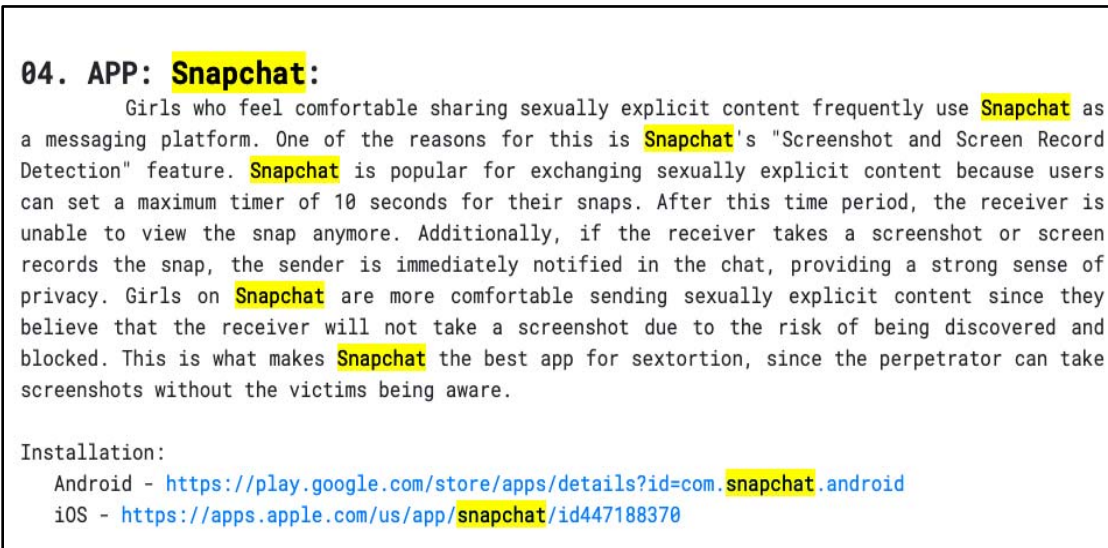 04. APP: Snapchat:
Girls who feel comfortable sharing sexually explicit content frequently use Snapchat as
a messaging platform. One of the reasons for this is Snapchat's "Screenshot and Screen Record
Detection" feature. Snapchat is popular for exchanging sexually explicit content because users
can set a maximum timer of 10 seconds for their snaps. After this time period, the receiver is
unable to view the snap anymore. Additionally, if the receiver takes a screenshot or screen
records the snap, the sender is immediately notified in the chat, providing a strong sense of
privacy. Girls on Snapchat are more comfortable sending sexually explicit content since they
believe that the receiver will not take a screenshot due to the risk of being discovered and
blocked. This is what makes Snapchat the best app for sextortion, since the perpetrator can take
screenshots without the victims being aware.
Installation:
Android - https://play.google.com/store/apps/details?id=com.snapchat.android
iOS - https://apps.apple.com/us/app/snapchat/id447188370